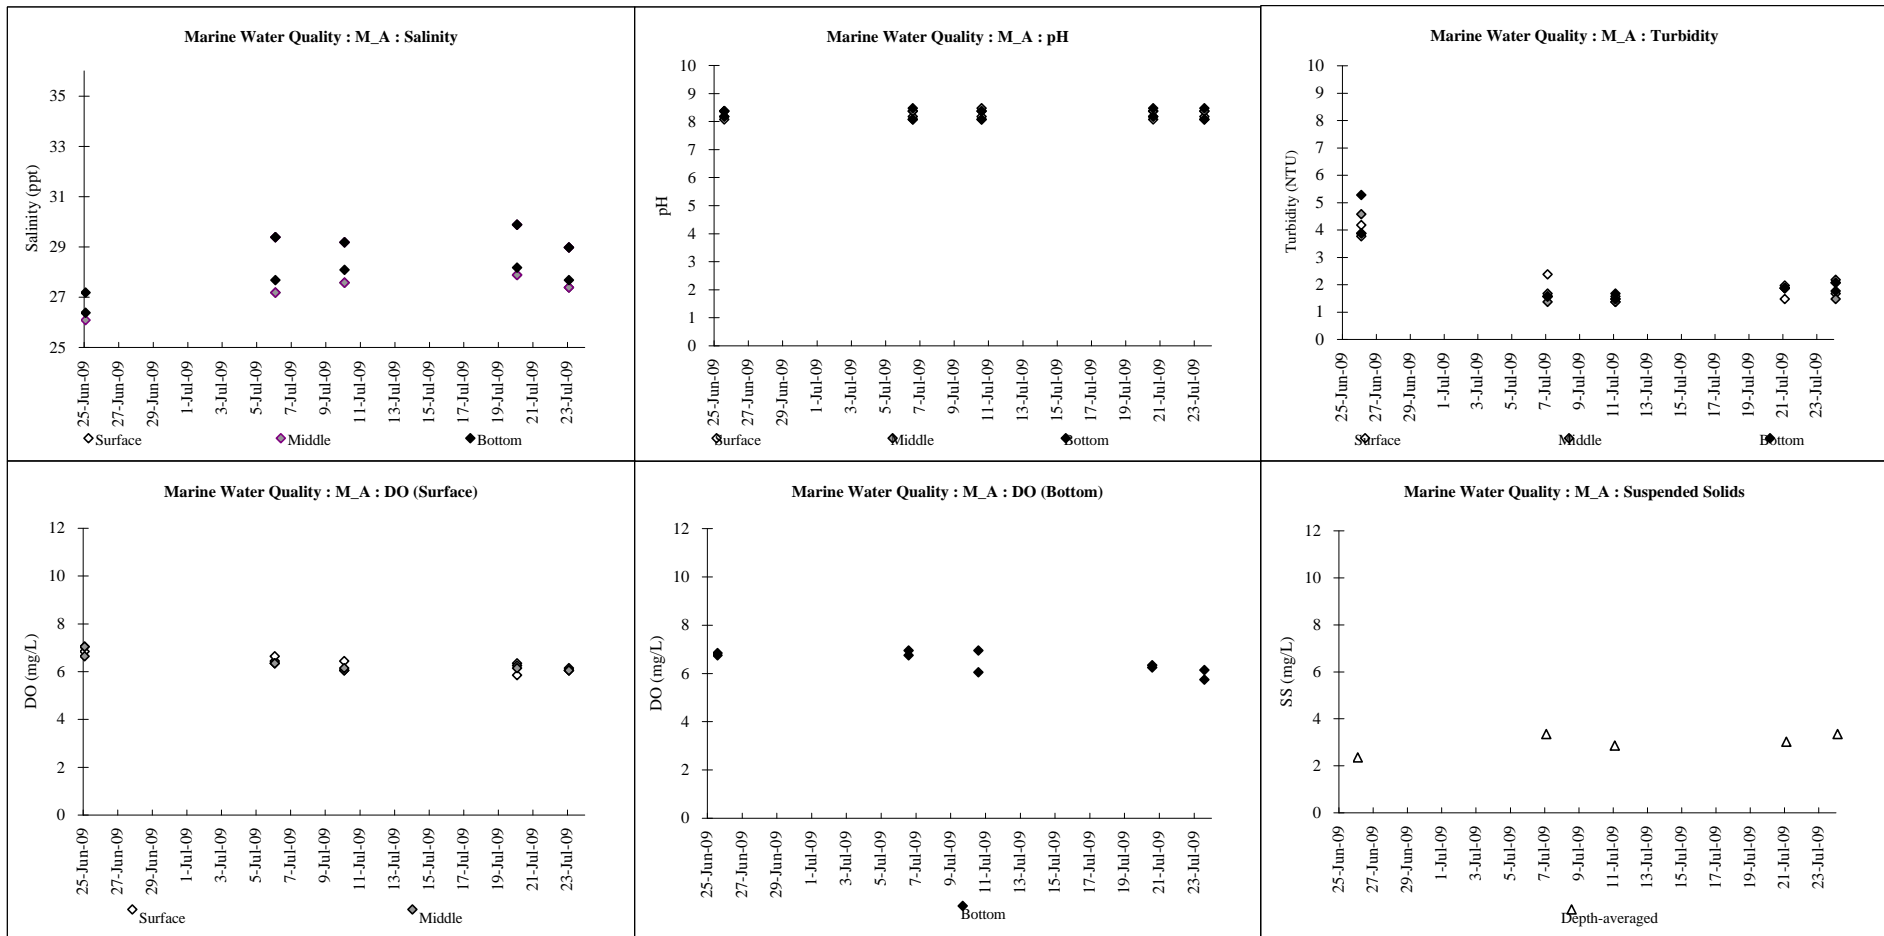 Marine Water Quality : M_A : Salinity
35
33
31
29
27
25
Salinity (ppt)
25-Jun-09
27-Jun-09
29-Jun-09
1-Jul-09
3-Jul-09
5-Jul-09
7-Jul-09
9-Jul-09
11-Jul-09
13-Jul-09
15-Jul-09
17-Jul-09
19-Jul-09
21-Jul-09
23-Jul-09
Surface Middle Bottom
Marine Water Quality : M_A : pH
10
9
8
7
6
5
4
3
2
1
0
pH
25-Jun-09
27-Jun-09
29-Jun-09
1-Jul-09
3-Jul-09
5-Jul-09
7-Jul-09
9-Jul-09
11-Jul-09
13-Jul-09
15-Jul-09
17-Jul-09
19-Jul-09
21-Jul-09
23-Jul-09
Surface Middle Bottom
Marine Water Quality : M_A : Turbidity
10
9
8
7
6
5
4
3
2
1
0
Turbidity (NTU)
25-Jun-09
27-Jun-09
29-Jun-09
1-Jul-09
3-Jul-09
5-Jul-09
7-Jul-09
9-Jul-09
11-Jul-09
13-Jul-09
15-Jul-09
17-Jul-09
19-Jul-09
21-Jul-09
23-Jul-09
Surface Middle Bottom
Marine Water Quality : M_A : DO (Surface)
12
10
8
6
4
2
0
DO (mg/L)
25-Jun-09
27-Jun-09
29-Jun-09
1-Jul-09
3-Jul-09
5-Jul-09
7-Jul-09
9-Jul-09
11-Jul-09
13-Jul-09
15-Jul-09
17-Jul-09
19-Jul-09
21-Jul-09
23-Jul-09
Surface Middle
Marine Water Quality : M_A : DO (Bottom)
12
10
8
6
4
2
0
DO (mg/L)
25-Jun-09
27-Jun-09
29-Jun-09
1-Jul-09
3-Jul-09
5-Jul-09
7-Jul-09
9-Jul-09
11-Jul-09
13-Jul-09
15-Jul-09
17-Jul-09
19-Jul-09
21-Jul-09
23-Jul-09
Bottom
Marine Water Quality : M_A : Suspended Solids
12
10
8
6
4
2
0
SS (mg/L)
25-Jun-09
27-Jun-09
29-Jun-09
1-Jul-09
3-Jul-09
5-Jul-09
7-Jul-09
9-Jul-09
11-Jul-09
13-Jul-09
15-Jul-09
17-Jul-09
19-Jul-09
21-Jul-09
23-Jul-09
Depth-averaged